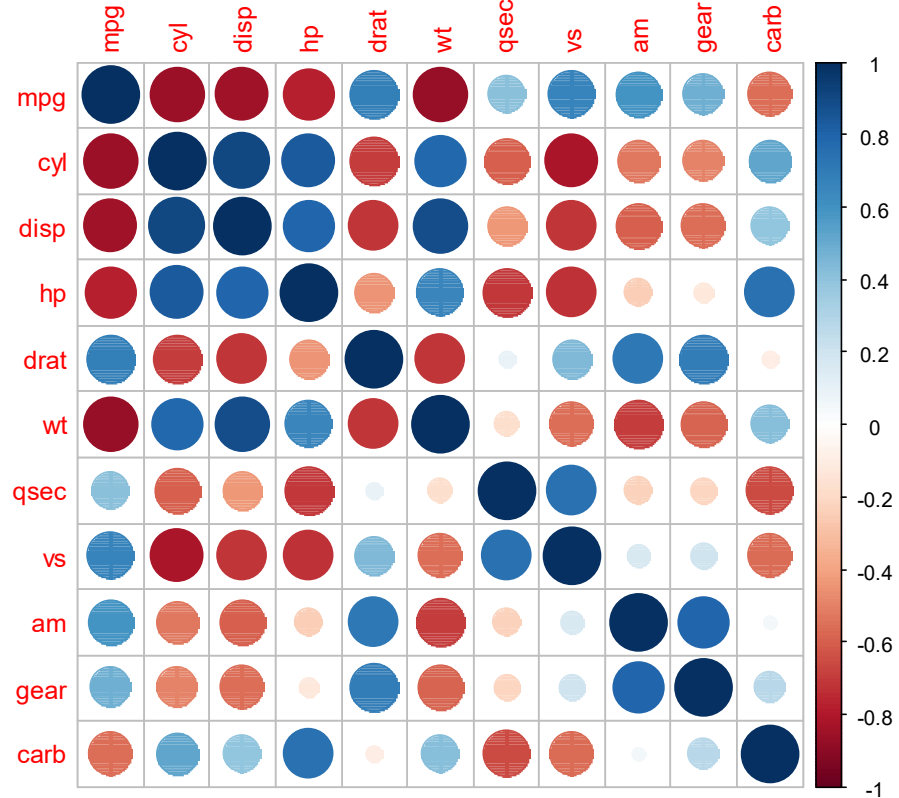 mpg cyl disp hp drat wt qsec vs am gear carb
mpg
cyl
disp
hp
drat
wt
qsec
vs
am
gear
carb
1
0.8
0.6
0.4
0.2
0
-0.2
-0.4
-0.6
-0.8
-1